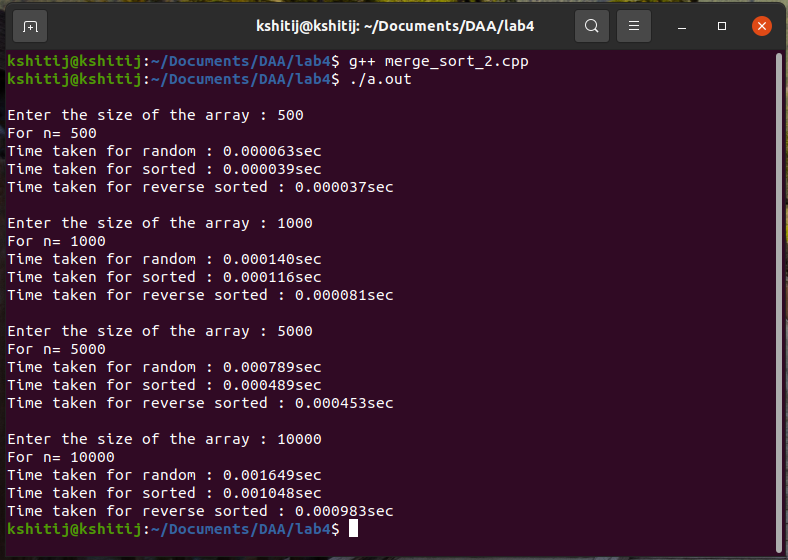 kshitij@kshitij: ~/Documents/DAA/lab4
kshitij@kshitij:~/Documents/DAA/lab4$ g++ merge_sort_2.cpp
kshitij@kshitij:~/Documents/DAA/lab4$ ./a.out
Enter the size of the array : 500
For n= 500
Time taken for random : 0.000063sec
Time taken for sorted : 0.000039sec
Time taken for reverse sorted : 0.000037sec
Enter the size of the array : 1000
For n= 1000
Time taken for random : 0.000140sec
Time taken for sorted : 0.000116sec
Time taken for reverse sorted : 0.000081sec
Enter the size of the array : 5000
For n= 5000
Time taken for random : 0.000789sec
Time taken for sorted : 0.000489sec
Time taken for reverse sorted : 0.000453sec
Enter the size of the array : 10000
For n= 10000
Time taken for random : 0.001649sec
Time taken for sorted : 0.001048sec
Time taken for reverse sorted : 0.000983sec
kshitij@kshitij:~/Documents/DAA/lab4$